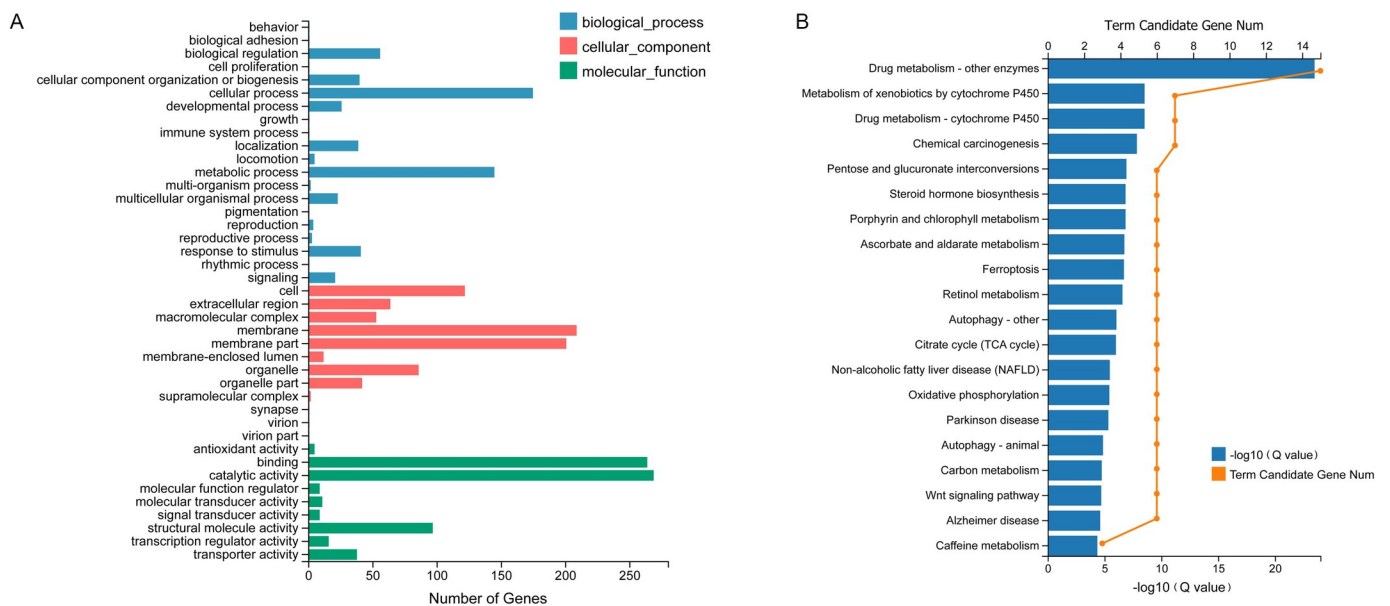 A
biological_process
cellular_component
molecular_function
behavior
biological adhesion
biological regulation
cell proliferation
cellular component organization or biogenesis
cellular process
developmental process
growth
immune system process
localization
locomotion
metabolic process
multi-organism process
multicellular organismal process
pigmentation
reproduction
reproductive process
response to stimulus
rhythmic process
signaling
cell
extracellular region
macromolecular complex
membrane
membrane part
membrane-enclosed lumen
organelle
organelle part
supramolecular complex
synapse
virion
virion part
antioxidant activity
binding
catalytic activity
molecular function regulator
molecular transducer activity
signal transducer activity
structural molecule activity
transcription regulator activity
transporter activity
0 50 100 150 200 250
Number of Genes
B
Term Candidate Gene Num
0 2 4 6 8 10 12 14
Drug metabolism - other enzymes
Metabolism of xenobiotics by cytochrome P450
Drug metabolism - cytochrome P450
Chemical carcinogenesis
Pentose and glucuronate interconversions
Steroid hormone biosynthesis
Porphyrin and chlorophyll metabolism
Ascorbate and aldarate metabolism
Ferroptosis
Retinol metabolism
Autophagy - other
Citrate cycle (TCA cycle)
Non-alcoholic fatty liver disease (NAFLD)
Oxidative phosphorylation
Parkinson disease
Autophagy - animal
Carbon metabolism
Wnt signaling pathway
Alzheimer disease
Caffeine metabolism
-log10 (Q value)
Term Candidate Gene Num
0 5 10 15 20
-log10 (Q value)